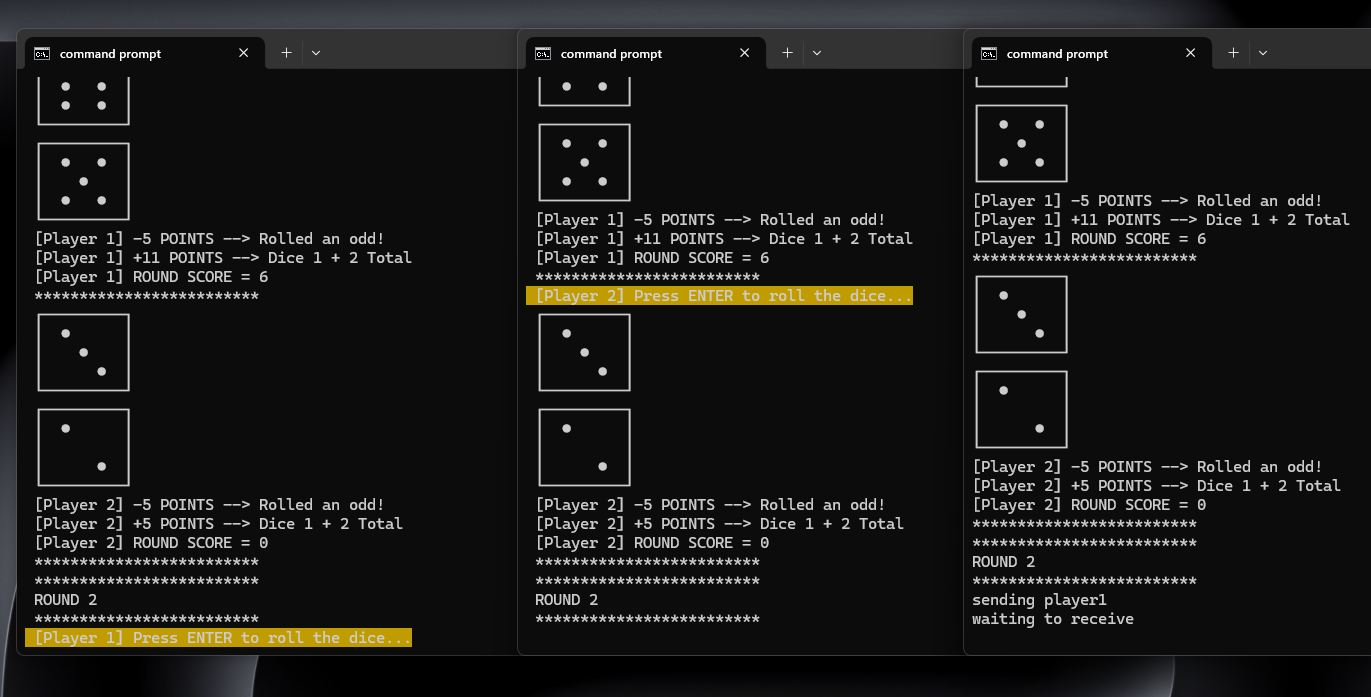 command prompt
[Player 1] -5 POINTS --> Rolled an odd!
[Player 1] +11 POINTS --> Dice 1 + 2 Total
[Player 1] ROUND SCORE = 6
*************************
[Player 2] -5 POINTS --> Rolled an odd!
[Player 2] +5 POINTS --> Dice 1 + 2 Total
[Player 2] ROUND SCORE = 0
*************************
*************************
ROUND 2
*************************
[Player 1] Press ENTER to roll the dice...
command prompt
[Player 1] -5 POINTS --> Rolled an odd!
[Player 1] +11 POINTS --> Dice 1 + 2 Total
[Player 1] ROUND SCORE = 6
*************************
[Player 2] Press ENTER to roll the dice...
[Player 2] -5 POINTS --> Rolled an odd!
[Player 2] +5 POINTS --> Dice 1 + 2 Total
[Player 2] ROUND SCORE = 0
*************************
*************************
ROUND 2
*************************
command prompt
[Player 1] -5 POINTS --> Rolled an odd!
[Player 1] +11 POINTS --> Dice 1 + 2 Total
[Player 1] ROUND SCORE = 6
*************************
[Player 2] -5 POINTS --> Rolled an odd!
[Player 2] +5 POINTS --> Dice 1 + 2 Total
[Player 2] ROUND SCORE = 0
*************************
*************************
ROUND 2
*************************
sending player1
waiting to receive